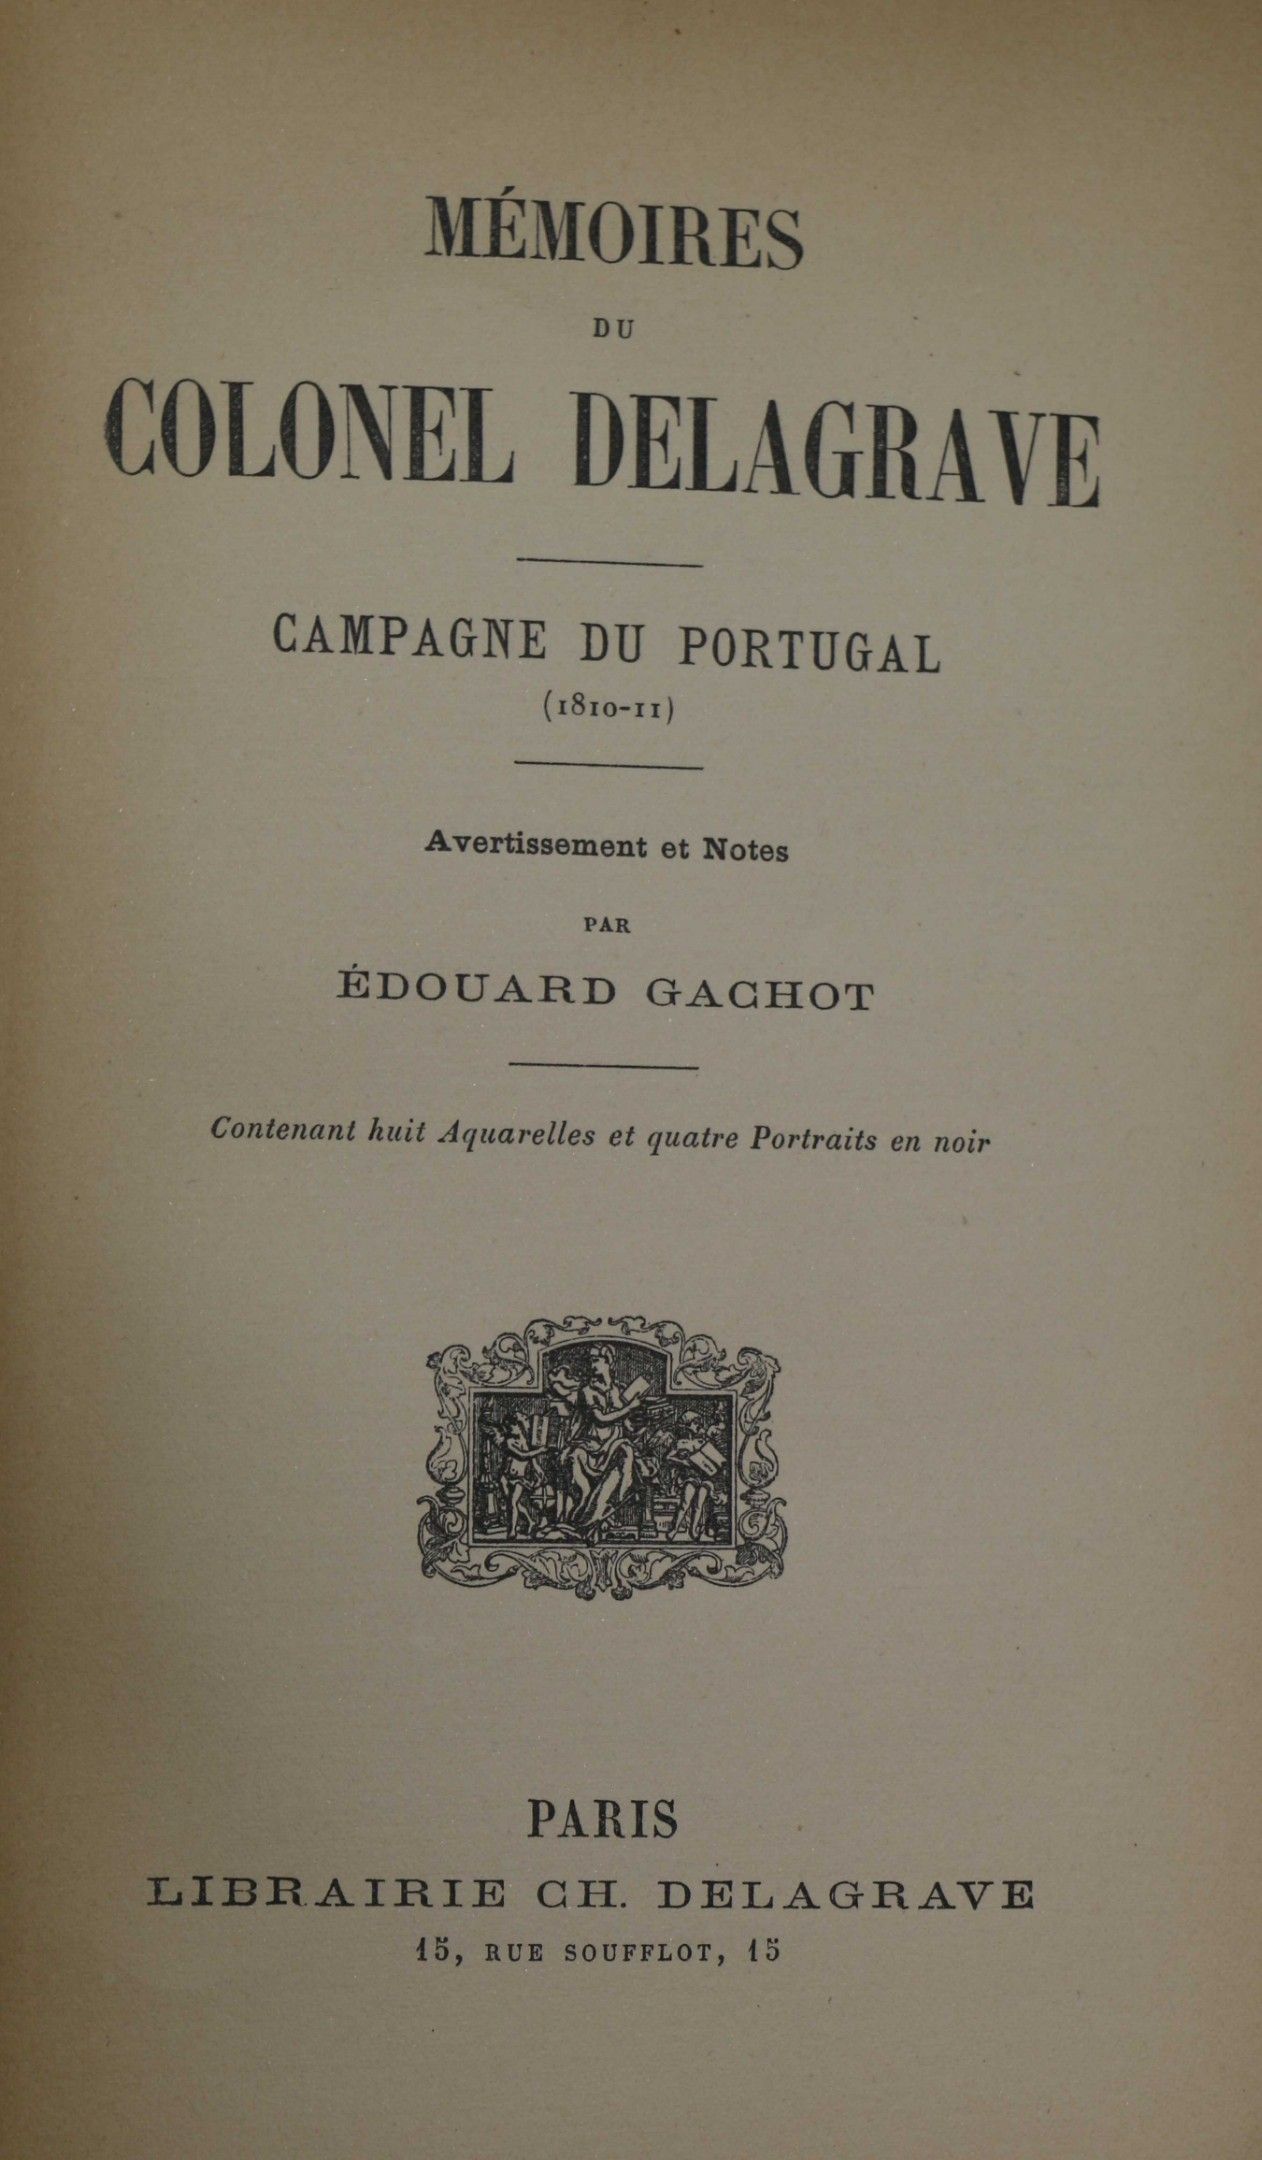 MÉMOIRES
DU
COLONEL DELAGRAVE
CAMPAGNE DU PORTUGAL
(1810-11)
Avertissement et Notes
PAR
ÉDOUARD GACHOT
Contenant huit Aquarelles et quatre Portraits en noir
PARIS
LIBRAIRIE CH. DELAGRAVE
15, RUE SOUFFLOT, 15